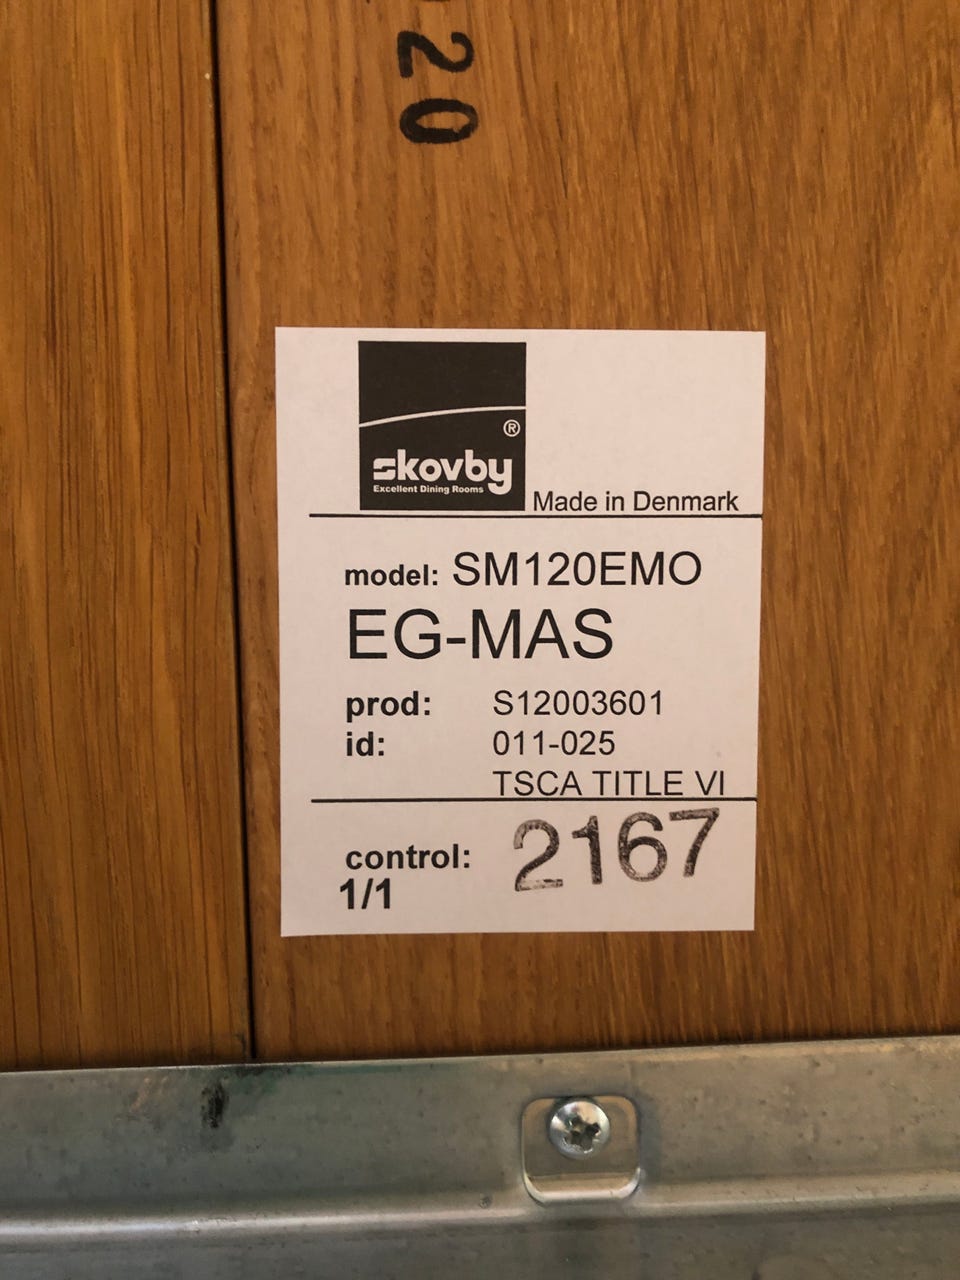 20
®
skovby
Excellent Dining Rooms
Made in Denmark
model: SM120EMO
EG-MAS
prod: S12003601
id: 011-025
TSCA TITLE VI
control: 2167
1/1